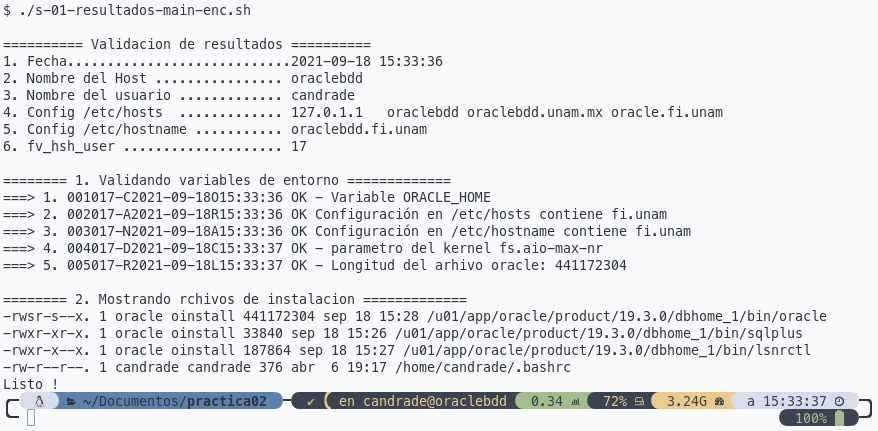 $ ./s-01-resultados-main-enc.sh
========== Validacion de resultados ==========
1. Fecha............................2021-09-18 15:33:36
2. Nombre del Host ................ oraclebdd
3. Nombre del usuario ............. candrade
4. Config /etc/hosts  ............. 127.0.1.1   oraclebdd oraclebdd.unam.mx oracle.fi.unam
5. Config /etc/hostname ........... oraclebdd.fi.unam
6. fv_hsh_user .................... 17
======== 1. Validando variables de entorno =============
===> 1. 001017-C2021-09-18O15:33:36 OK - Variable ORACLE_HOME
===> 2. 002017-A2021-09-18R15:33:36 OK Configuración en /etc/hosts contiene fi.unam
===> 3. 003017-N2021-09-18A15:33:36 OK Configuración en /etc/hostname contiene fi.unam
===> 4. 004017-D2021-09-18C15:33:37 OK - parametro del kernel fs.aio-max-nr
===> 5. 005017-R2021-09-18L15:33:37 OK - Longitud del arhivo oracle: 441172304
======== 2. Mostrando rchivos de instalacion =============
-rwsr-s--x. 1 oracle oinstall 441172304 sep 18 15:28 /u01/app/oracle/product/19.3.0/dbhome_1/bin/oracle
-rwxr-xr-x. 1 oracle oinstall 33840 sep 18 15:26 /u01/app/oracle/product/19.3.0/dbhome_1/bin/sqlplus
-rwxr-x--x. 1 oracle oinstall 187864 sep 18 15:27 /u01/app/oracle/product/19.3.0/dbhome_1/bin/lsnrctl
-rw-r--r--. 1 candrade candrade 376 abr  6 19:17 /home/candrade/.bashrc
Listo !
~/Documentos/practica02 ✔ en candrade@oraclebdd 0.34 72% 3.24G a 15:33:37
100%